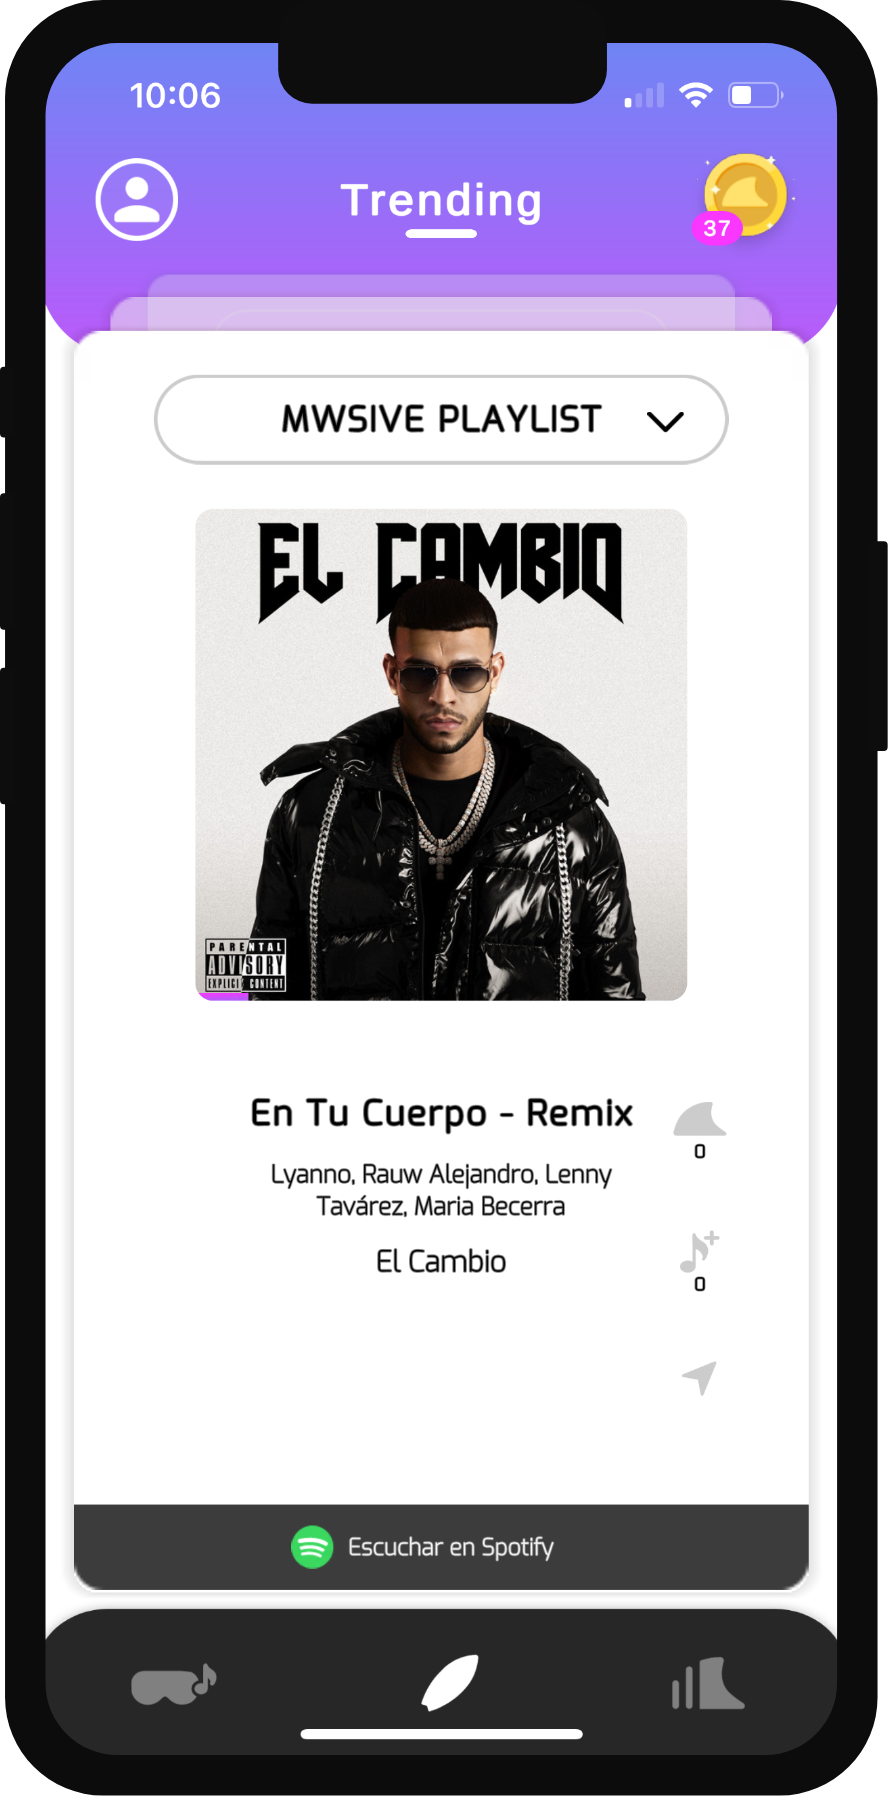 10:06
Trending
37
MWSIVE PLAYLIST
EL CAMBIO
PARENTAL
ADVISORY
EXPLICIT CONTENT
En Tu Cuerpo - Remix
0
Lyanno, Rauw Alejandro, Lenny
Tavárez, Maria Becerra
El Cambio
0
Escuchar en Spotify